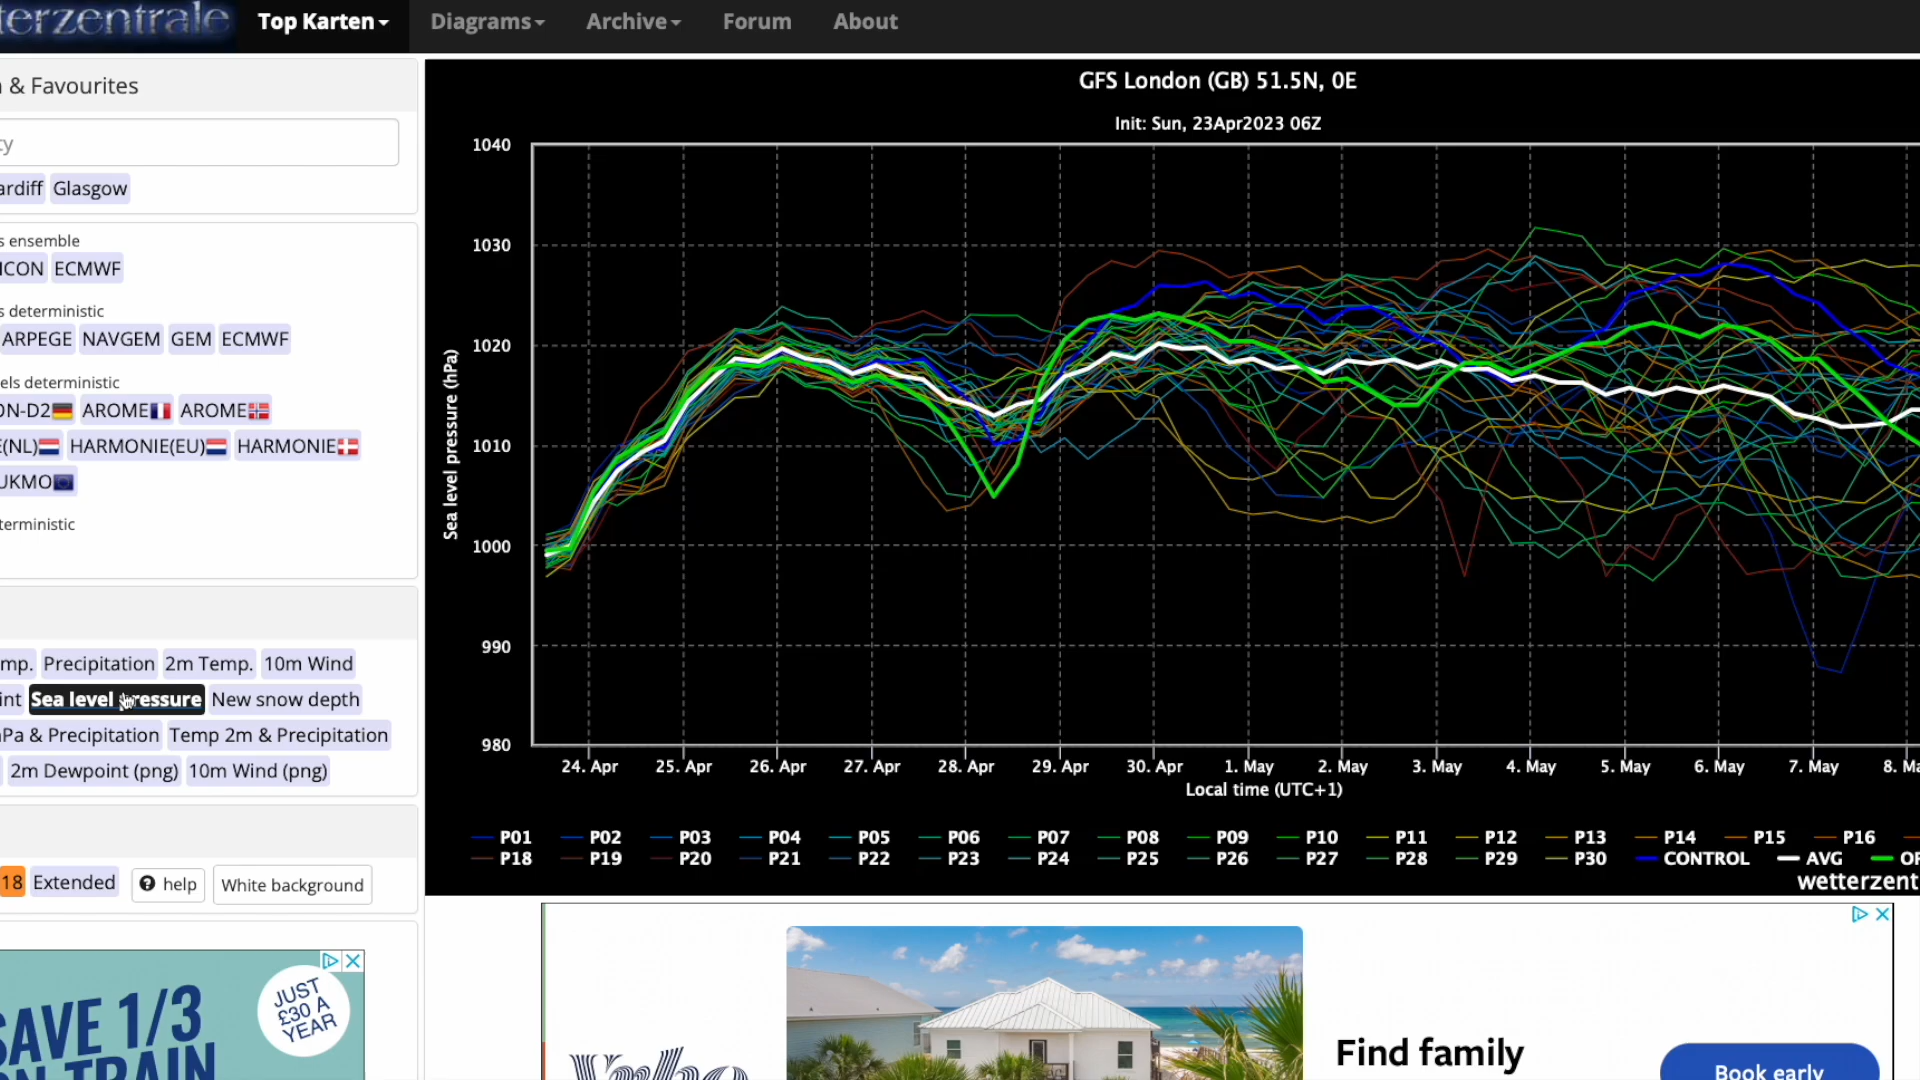 terzentrale Top Karten Diagrams Archive Forum About
& Favourites
ardiff Glasgow
s ensemble
ICON ECMWF
s deterministic
ARPEGE NAVGEM GEM ECMWF
els deterministic
ON-D2 AROME AROME
E(NL) HARMONIE(EU) HARMONIE
UKMO
terministic
mp. Precipitation 2m Temp. 10m Wind
int Sea level pressure New snow depth
Pa & Precipitation Temp 2m & Precipitation
2m Dewpoint (png) 10m Wind (png)
18 Extended help White background
SAVE 1/3
ON TRAIN
JUST
£30 A
YEAR
GFS London (GB) 51.5N, 0E
Init: Sun, 23Apr2023 06Z
Sea level pressure (hPa)
1040
1030
1020
1010
1000
990
980
24. Apr 25. Apr 26. Apr 27. Apr 28. Apr 29. Apr 30. Apr 1. May 2. May 3. May 4. May 5. May 6. May 7. May 8. Ma
Local time (UTC+1)
P01 P02 P03 P04 P05 P06 P07 P08 P09 P10 P11 P12 P13 P14 P15 P16
P18 P19 P20 P21 P22 P23 P24 P25 P26 P27 P28 P29 P30 CONTROL AVG OP
wetterzent
Vrbo
Find family
Book early